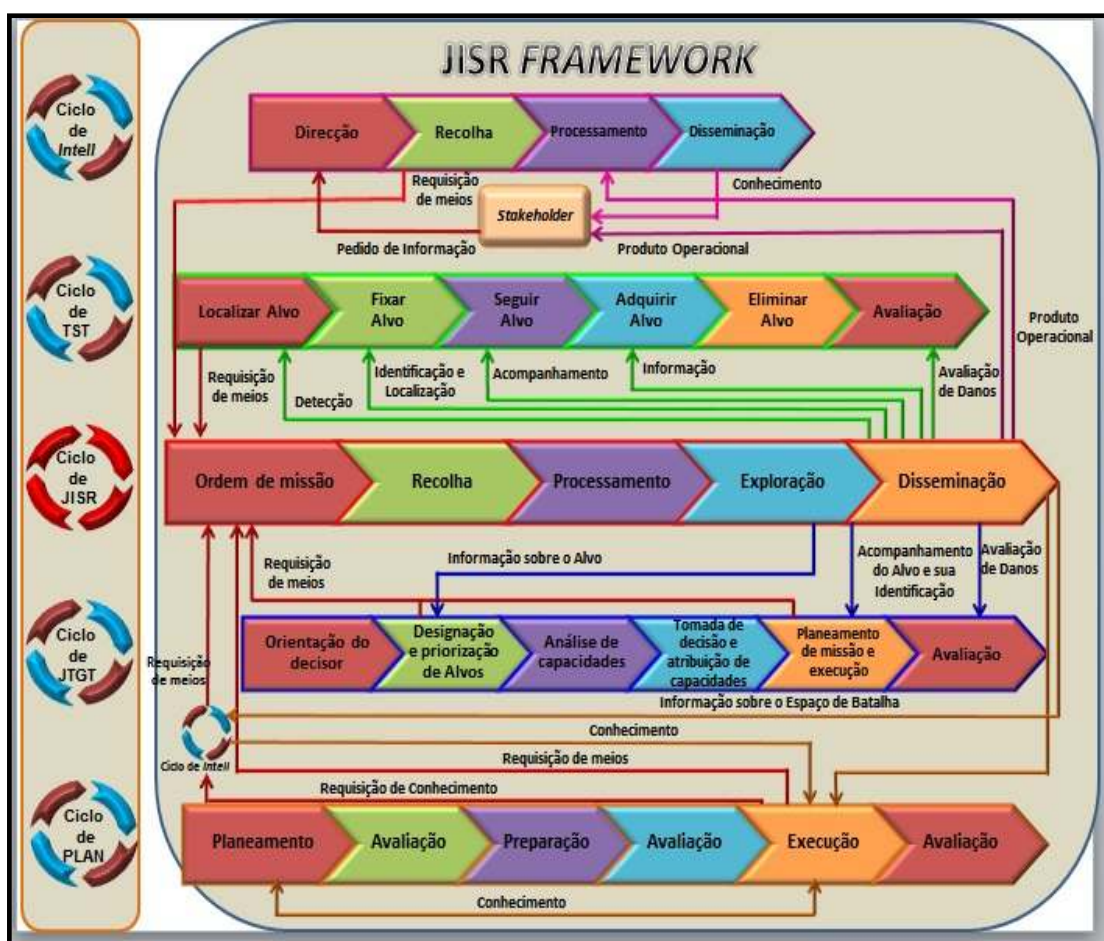 JISR FRAMEWORK
Ciclo
de
Intell
Direcção
Recolha
Processamento
Disseminação
Requisição
de meios
Conhecimento
Stakeholder
Pedido de Informação
Produto Operacional
Ciclo
de
TST
Localizar Alvo
Fixar
Alvo
Seguir
Alvo
Adquirir
Alvo
Eliminar
Alvo
Avaliação
Produto
Operacional
Requisição
de meios
Detecção
Identificação e
Localização
Acompanhamento
Informação
Avaliação
de Danos
Ciclo
de
JISR
Ordem de missão
Recolha
Processamento
Exploração
Disseminação
Requisição
de meios
Informação sobre o Alvo
Acompanhamento
do Alvo e sua
Identificação
Avaliação
de Danos
Ciclo
de
JTGT
Orientação do
decisor
Designação
e priorização
de Alvos
Análise de
capacidades
Tomada de
decisão e
atribuição de
capacidades
Planeamento
de missão e
execução
Avaliação
Requisição
de meios
Informação sobre o Espaço de Batalha
Conhecimento
Ciclo de Intell
Requisição de meios
Requisição de Conhecimento
Ciclo
de
PLAN
Planeamento
Avaliação
Preparação
Avaliação
Execução
Avaliação
Conhecimento